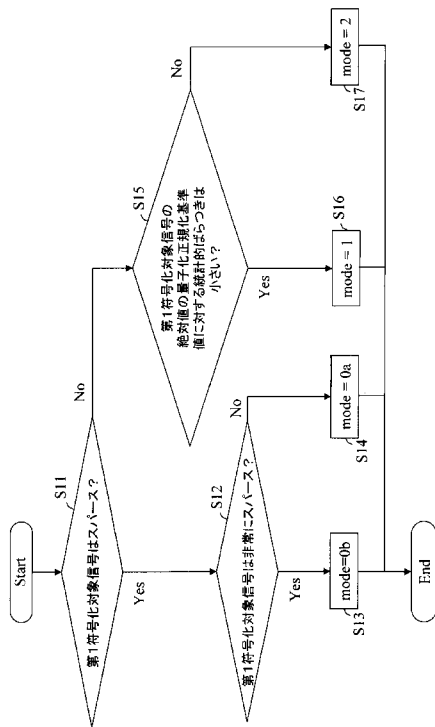 Start
S11
第1符号化対象信号はスパース?
No
Yes
S12
第1符号化対象信号は非常にスパース?
No
Yes
S15
第1符号化対象信号の
絶対値の量子化正規化基準
値に対する統計的ばらつきは
小さい?
No
Yes
mode=0b
S13
mode = 0a
S14
mode = 1
S16
mode = 2
S17
End